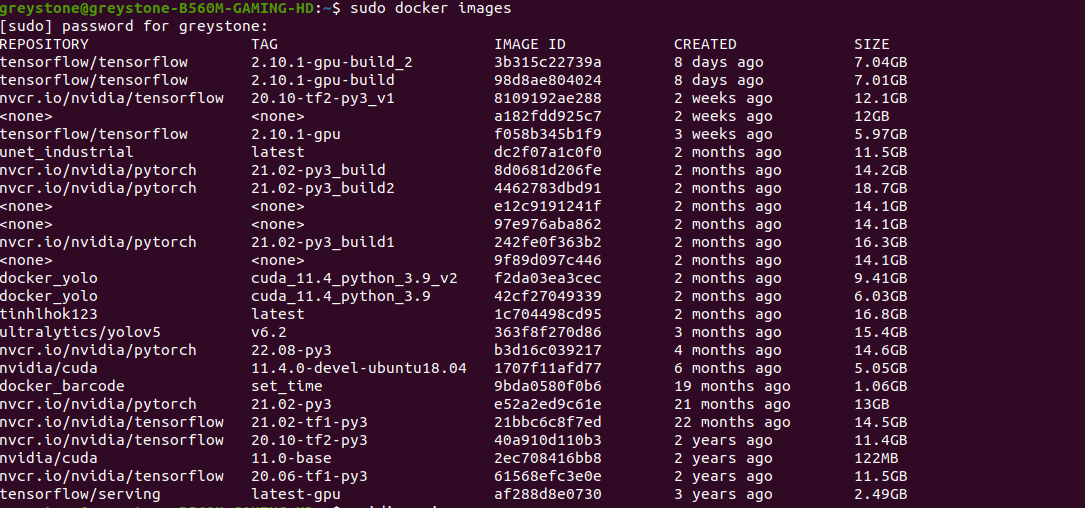 greystone@greystone-B560M-GAMING-HD:~$ sudo docker images
[sudo] password for greystone:
REPOSITORY TAG IMAGE ID CREATED SIZE
tensorflow/tensorflow 2.10.1-gpu-build_2 3b315c22739a 8 days ago 7.04GB
tensorflow/tensorflow 2.10.1-gpu-build 98d8ae804024 8 days ago 7.01GB
nvcr.io/nvidia/tensorflow 20.10-tf2-py3_v1 8109192ae288 2 weeks ago 12.1GB
<none> <none> a182fdd925c7 2 weeks ago 12GB
tensorflow/tensorflow 2.10.1-gpu f058b345b1f9 3 weeks ago 5.97GB
unet_industrial latest dc2f07a1c0f0 2 months ago 11.5GB
nvcr.io/nvidia/pytorch 21.02-py3_build 8d0681d206fe 2 months ago 14.2GB
nvcr.io/nvidia/pytorch 21.02-py3_build2 4462783dbd91 2 months ago 18.7GB
<none> <none> e12c9191241f 2 months ago 14.1GB
<none> <none> 97e976aba862 2 months ago 14.1GB
nvcr.io/nvidia/pytorch 21.02-py3_build1 242fe0f363b2 2 months ago 16.3GB
<none> <none> 9f89d097c446 2 months ago 14.1GB
docker_yolo cuda_11.4_python_3.9_v2 f2da03ea3cec 2 months ago 9.41GB
docker_yolo cuda_11.4_python_3.9 42cf27049339 2 months ago 6.03GB
tinhlhok123 latest 1c704498cd95 2 months ago 16.8GB
ultralytics/yolov5 v6.2 363f8f270d86 3 months ago 15.4GB
nvcr.io/nvidia/pytorch 22.08-py3 b3d16c039217 4 months ago 14.6GB
nvidia/cuda 11.4.0-devel-ubuntu18.04 1707f11afd77 6 months ago 5.05GB
docker_barcode set_time 9bda0580f0b6 19 months ago 1.06GB
nvcr.io/nvidia/pytorch 21.02-py3 e52a2ed9c61e 21 months ago 13GB
nvcr.io/nvidia/tensorflow 21.02-tf1-py3 21bbc6c8f7ed 22 months ago 14.5GB
nvcr.io/nvidia/tensorflow 20.10-tf2-py3 40a910d110b3 2 years ago 11.4GB
nvidia/cuda 11.0-base 2ec708416bb8 2 years ago 122MB
nvcr.io/nvidia/tensorflow 20.06-tf1-py3 61568efc3e0e 2 years ago 11.5GB
tensorflow/serving latest-gpu af288d8e0730 3 years ago 2.49GB